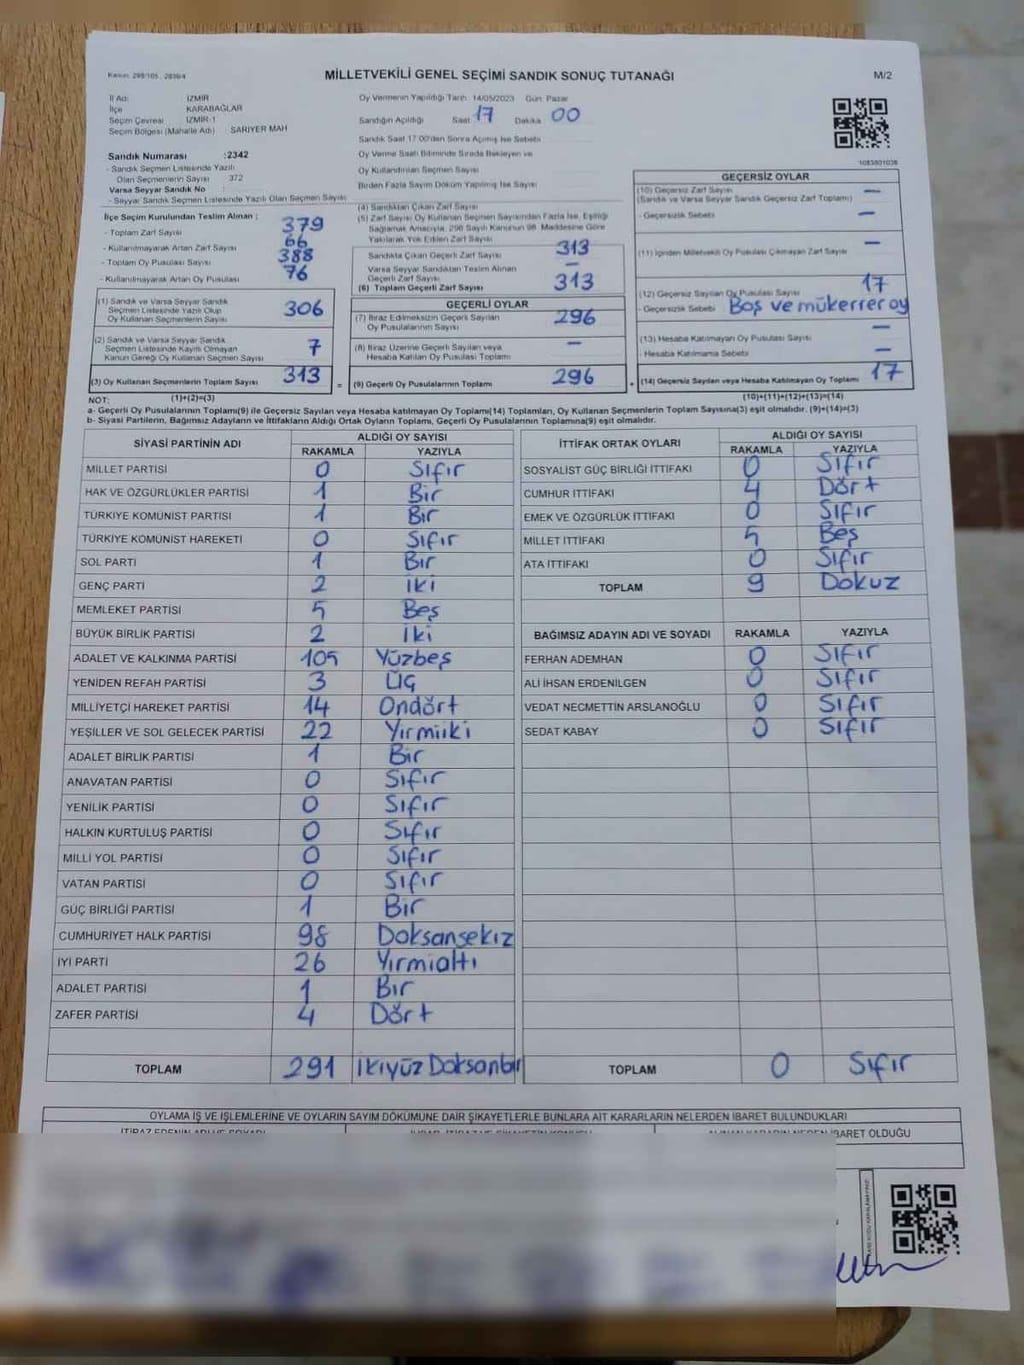 Kanun: 298/105 , 2839/4
MİLLETVEKİLİ GENEL SEÇİMİ SANDIK SONUÇ TUTANAĞI
M/2
İl Adı İZMİR
İlçe KARABAĞLAR
Seçim Çevresi İZMİR-1
Seçim Bölgesi (Mahalle Adı) SARIYER MAH
Sandık Numarası :2342
- Sandık Seçmen Listesinde Yazılı
Olan Seçmenlerin Sayısı 372
Varsa Seyyar Sandık No :
- Seyyar Sandık Seçmen Listesinde Yazılı Olan Seçmen Sayısı
Oy Vermenin Yapıldığı Tarih 14/05/2023 Gün Pazar
Sandığın Açıldığı Saat 17 Dakika 00
Sandık Saat 17.00'den Sonra Açılmış İse Sebebi
Oy Verme Saati Bitiminde Sırada Bekleyen ve
Oy Kullandırılan Seçmen Sayısı
Birden Fazla Sayım Döküm Yapılmış İse Sayısı
1083801036
İlçe Seçim Kurulundan Teslim Alınan :
- Toplam Zarf Sayısı 379
- Kullanılmayarak Artan Zarf Sayısı 66
- Toplam Oy Pusulası Sayısı 388
- Kullanılmayarak Artan Oy Pusulası 76
(1) Sandık ve Varsa Seyyar Sandık
Seçmen Listesinde Yazılı Olup
Oy Kullanan Seçmenlerin Sayısı 306
(2) Sandık ve Varsa Seyyar Sandık
Seçmen Listesinde Kayıtlı Olmayan
Kanun Gereği Oy Kullanan Seçmen Sayısı 7
(3) Oy Kullanan Seçmenlerin Toplam Sayısı 313 =
(1)+(2)=(3)
(4) Sandıktan Çıkan Zarf Sayısı
(5) Zarf Sayısı Oy Kullanan Seçmen Sayısından Fazla İse, Eşitliği
Sağlamak Amacıyla, 298 Sayılı Kanunun 98. Maddesine Göre
Yakılarak Yok Edilen Zarf Sayısı
Sandıkta Çıkan Geçerli Zarf Sayısı 313
Varsa Seyyar Sandıktan Teslim Alınan
Geçerli Zarf Sayısı –
(6) Toplam Geçerli Zarf Sayısı 313
GEÇERLİ OYLAR
(7) İtiraz Edilmeksizin Geçerli Sayılan
Oy Pusulalarının Sayısı 296
(8) İtiraz Üzerine Geçerli Sayılan veya
Hesaba Katılan Oy Pusulası Toplamı –
(9) Geçerli Oy Pusulalarının Toplamı 296 +
GEÇERSİZ OYLAR
(10) Geçersiz Zarf Sayısı –
(Sandık ve Varsa Seyyar Sandık Geçersiz Zarf Toplamı)
- Geçersizlik Sebebi –
(11) İçinden Milletvekili Oy Pusulası Çıkmayan Zarf Sayısı –
(12) Geçersiz Sayılan Oy Pusulası Sayısı 17
- Geçersizlik Sebebi Boş ve mükerrer oy
(13) Hesaba Katılmayan Oy Pusulası Sayısı –
- Hesaba Katılmama Sebebi –
(14) Geçersiz Sayılan veya Hesaba Katılmayan Oy Toplamı 17
(10)+(11)+(12)+(13)=(14)
NOT:
a- Geçerli Oy Pusulalarının Toplamı(9) ile Geçersiz Sayılan veya Hesaba katılmayan Oy Toplamı(14) Toplamları, Oy Kullanan Seçmenlerin Toplam Sayısına(3) eşit olmalıdır. (9)+(14)=(3)
b- Siyasi Partilerin, Bağımsız Adayların ve İttifakların Aldığı Ortak Oyların Toplamı, Geçerli Oy Pusulalarının Toplamına(9) eşit olmalıdır.
SİYASİ PARTİNİN ADI ALDIĞI OY SAYISI
RAKAMLA YAZIYLA
MİLLET PARTİSİ 0 Sıfır
HAK VE ÖZGÜRLÜKLER PARTİSİ 1 Bir
TÜRKİYE KOMÜNİST PARTİSİ 1 Bir
TÜRKİYE KOMÜNİST HAREKETİ 0 Sıfır
SOL PARTİ 1 Bir
GENÇ PARTİ 2 iki
MEMLEKET PARTİSİ 5 Beş
BÜYÜK BİRLİK PARTİSİ 2 iki
ADALET VE KALKINMA PARTİSİ 105 Yüzbeş
YENİDEN REFAH PARTİSİ 3 Üç
MİLLİYETÇİ HAREKET PARTİSİ 14 Ondört
YEŞİLLER VE SOL GELECEK PARTİSİ 22 Yirmiiki
ADALET BİRLİK PARTİSİ 1 Bir
ANAVATAN PARTİSİ 0 Sıfır
YENİLİK PARTİSİ 0 Sıfır
HALKIN KURTULUŞ PARTİSİ 0 Sıfır
MİLLİ YOL PARTİSİ 0 Sıfır
VATAN PARTİSİ 0 Sıfır
GÜÇ BİRLİĞİ PARTİSİ 1 Bir
CUMHURİYET HALK PARTİSİ 98 Doksansekiz
İYİ PARTİ 26 Yirmialtı
ADALET PARTİSİ 1 Bir
ZAFER PARTİSİ 4 Dört
TOPLAM 291 ikiyüz Doksanbir
İTTİFAK ORTAK OYLARI ALDIĞI OY SAYISI
RAKAMLA YAZIYLA
SOSYALİST GÜÇ BİRLİĞİ İTTİFAKI 0 Sıfır
CUMHUR İTTİFAKI 4 Dört
EMEK VE ÖZGÜRLÜK İTTİFAKI 0 Sıfır
MİLLET İTTİFAKI 5 Beş
ATA İTTİFAKI 0 Sıfır
TOPLAM 9 Dokuz
BAĞIMSIZ ADAYIN ADI VE SOYADI RAKAMLA YAZIYLA
FERHAN ADEMHAN 0 Sıfır
ALİ İHSAN ERDENİLGEN 0 Sıfır
VEDAT NECMETTİN ARSLANOĞLU 0 Sıfır
SEDAT KABAY 0 Sıfır
TOPLAM 0 Sıfır
OYLAMA İŞ VE İŞLEMLERİNE VE OYLARIN SAYIM DÖKÜMÜNE DAİR ŞİKAYETLERLE BUNLARA AİT KARARLARIN NELERDEN İBARET BULUNDUKLARI
İBARET OLDUĞU